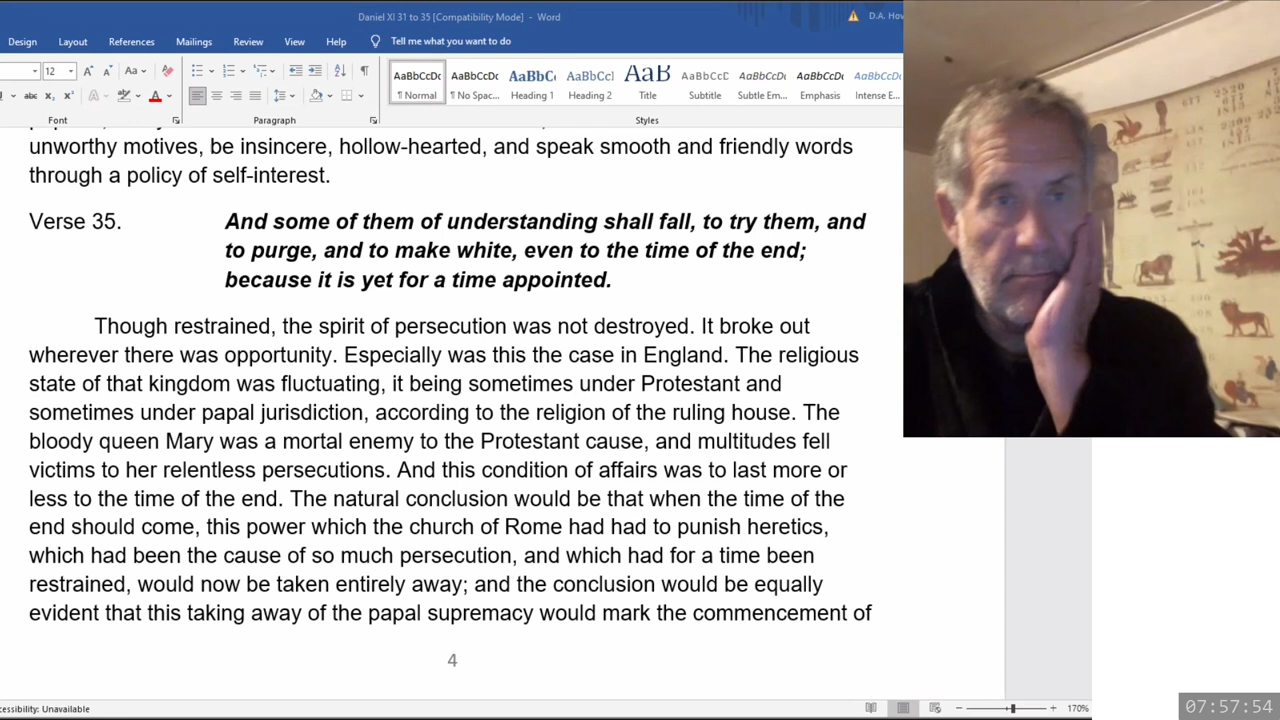 Daniel XI 31 to 35 [Compatibility Mode] - Word
D.A. How
Design Layout References Mailings Review View Help Tell me what you want to do
12 Aa
AaBbCcDc AaBbCcDc AaBbCc AaBbCcI AaB AaBbCcD AaBbCcDc AaBbCcDc AaBbCcDc
¶ Normal ¶ No Spac... Heading 1 Heading 2 Title Subtitle Subtle Em... Emphasis Intense E...
Font Paragraph Styles
unworthy motives, be insincere, hollow-hearted, and speak smooth and friendly words
through a policy of self-interest.
Verse 35. And some of them of understanding shall fall, to try them, and
to purge, and to make white, even to the time of the end;
because it is yet for a time appointed.
Though restrained, the spirit of persecution was not destroyed. It broke out
wherever there was opportunity. Especially was this the case in England. The religious
state of that kingdom was fluctuating, it being sometimes under Protestant and
sometimes under papal jurisdiction, according to the religion of the ruling house. The
bloody queen Mary was a mortal enemy to the Protestant cause, and multitudes fell
victims to her relentless persecutions. And this condition of affairs was to last more or
less to the time of the end. The natural conclusion would be that when the time of the
end should come, this power which the church of Rome had had to punish heretics,
which had been the cause of so much persecution, and which had for a time been
restrained, would now be taken entirely away; and the conclusion would be equally
evident that this taking away of the papal supremacy would mark the commencement of
4
cessibility: Unavailable
170%
677 2520
1843
07:57:54